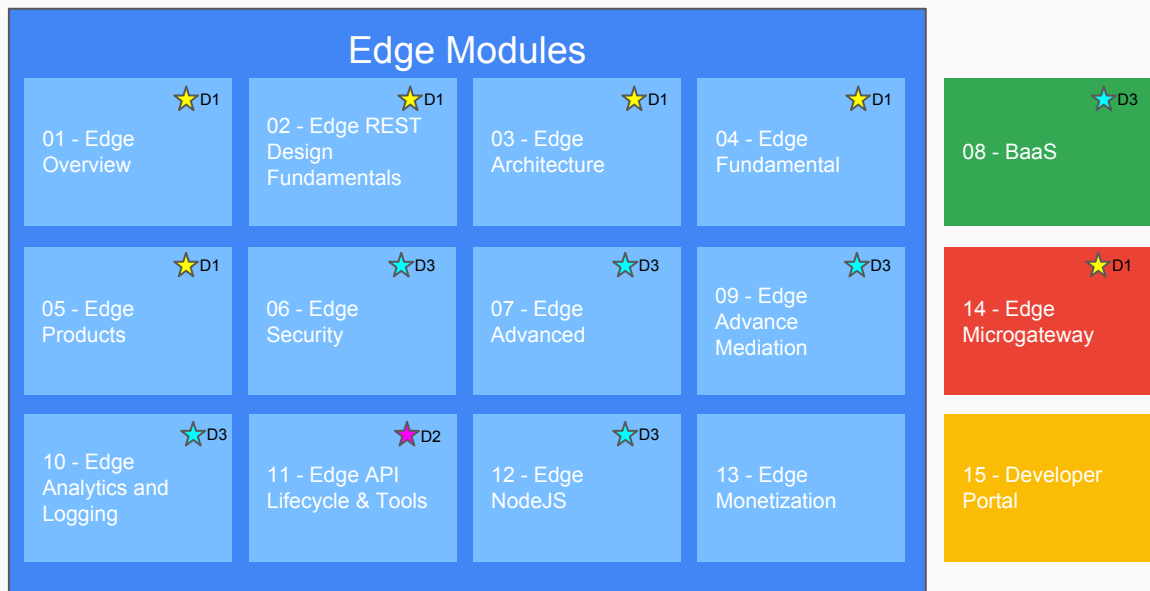 Edge Modules
D1
01 - Edge
Overview
D1
02 - Edge REST
Design
Fundamentals
D1
03 - Edge
Architecture
D1
04 - Edge
Fundamental
D3
08 - BaaS
D1
05 - Edge
Products
D3
06 - Edge
Security
D3
07 - Edge
Advanced
D3
09 - Edge
Advance
Mediation
D1
14 - Edge
Microgateway
D3
10 - Edge
Analytics and
Logging
D2
11 - Edge API
Lifecycle & Tools
D3
12 - Edge
NodeJS
13 - Edge
Monetization
15 - Developer
Portal